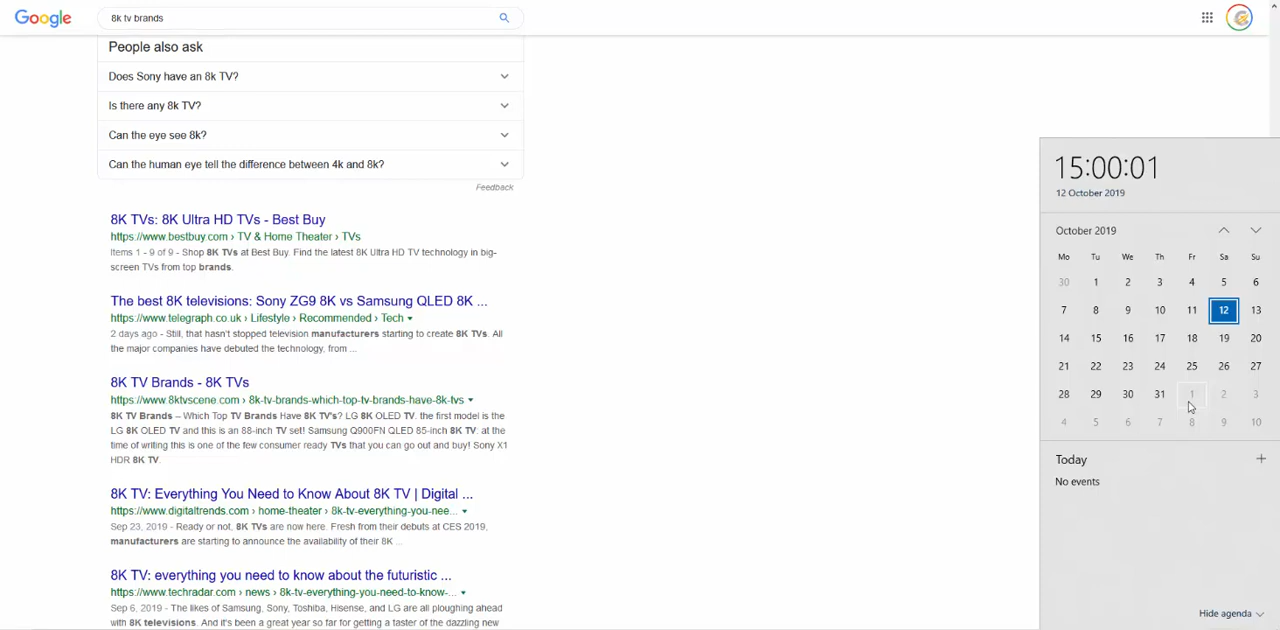 Google
8k tv brands
People also ask
Does Sony have an 8k TV?
Is there any 8k TV?
Can the eye see 8k?
Can the human eye tell the difference between 4k and 8k?
Feedback
8K TVs: 8K Ultra HD TVs - Best Buy
https://www.bestbuy.com › TV & Home Theater › TVs
Items 1 - 9 of 9 - Shop 8K TVs at Best Buy. Find the latest 8K Ultra HD TV technology in big-
screen TVs from top brands.
The best 8K televisions: Sony ZG9 8K vs Samsung QLED 8K ...
https://www.telegraph.co.uk › Lifestyle › Recommended › Tech
2 days ago - Still, that hasn't stopped television manufacturers starting to create 8K TVs. All
the major companies have debuted the technology, from ...
8K TV Brands - 8K TVs
https://www.8ktvscene.com › 8k-tv-brands-which-top-tv-brands-have-8k-tvs
8K TV Brands – Which Top TV Brands Have 8K TV's? LG 8K OLED TV. the first model is the
LG 8K OLED TV and this is an 88-inch TV set! Samsung Q900FN QLED 85-inch 8K TV: at the
time of writing this is one of the few consumer ready TVs that you can go out and buy! Sony X1
HDR 8K TV.
8K TV: Everything You Need to Know About 8K TV | Digital ...
https://www.digitaltrends.com › home-theater › 8k-tv-everything-you-nee...
Sep 23, 2019 - Ready or not, 8K TVs are now here. Fresh from their debuts at CES 2019,
manufacturers are starting to announce the availability of their 8K ...
8K TV: everything you need to know about the futuristic ...
https://www.techradar.com › news › 8k-tv-everything-you-need-to-know-...
Sep 6, 2019 - The likes of Samsung, Sony, Toshiba, Hisense, and LG are all ploughing ahead
with 8K televisions. And it's been a great year so far for getting a taster of the dazzling new
15:00:01
12 October 2019
October 2019
Mo Tu We Th Fr Sa Su
30 1 2 3 4 5 6
7 8 9 10 11 12 13
14 15 16 17 18 19 20
21 22 23 24 25 26 27
28 29 30 31 1 2 3
4 5 6 7 8 9 10
Today
No events
Hide agenda